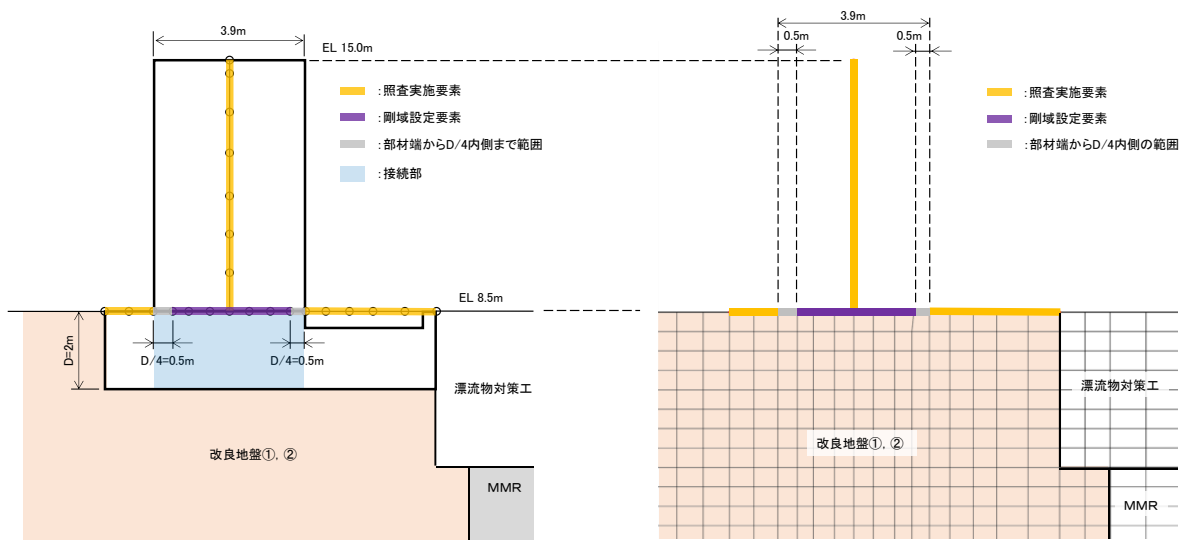 3.9m
EL 15.0m
:照査実施要素
:剛域設定要素
:部材端からD/4内側まで範囲
:接続部
EL 8.5m
D=2m
D/4=0.5m
D/4=0.5m
漂流物対策工
改良地盤①, ②
MMR
3.9m
0.5m
0.5m
:照査実施要素
:剛域設定要素
:部材端からD/4内側の範囲
漂流物対策工
改良地盤①, ②
MMR